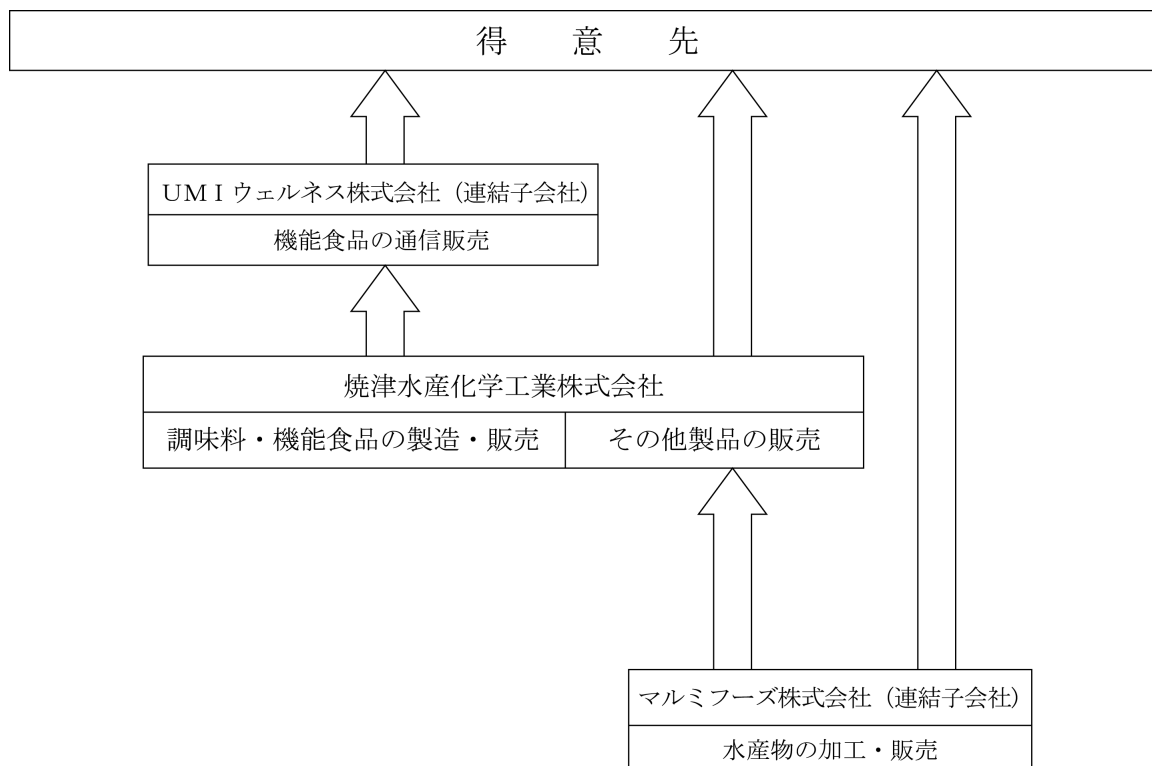 得　意　先
ＵＭＩウェルネス株式会社（連結子会社）
機能食品の通信販売
焼津水産化学工業株式会社
調味料・機能食品の製造・販売
その他製品の販売
マルミフーズ株式会社（連結子会社）
水産物の加工・販売